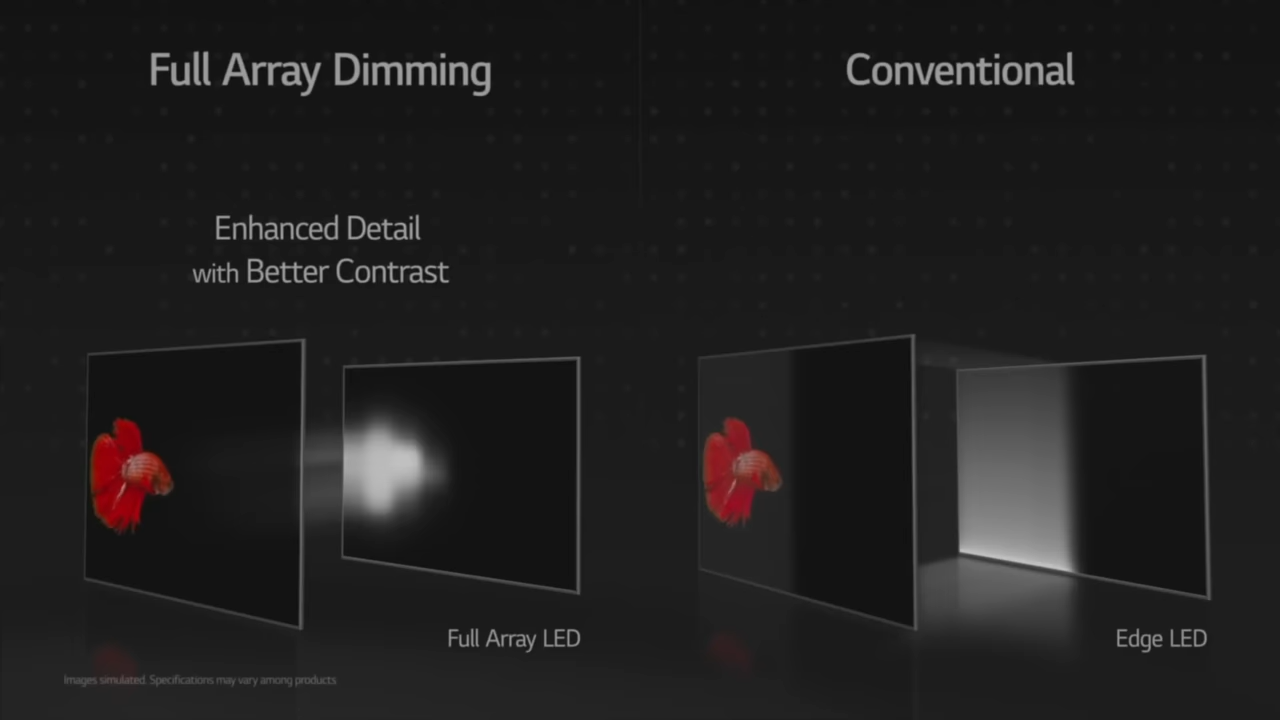 Full Array Dimming
Conventional
Enhanced Detail
with Better Contrast
Full Array LED
Edge LED
Images simulated. Specifications may vary among products